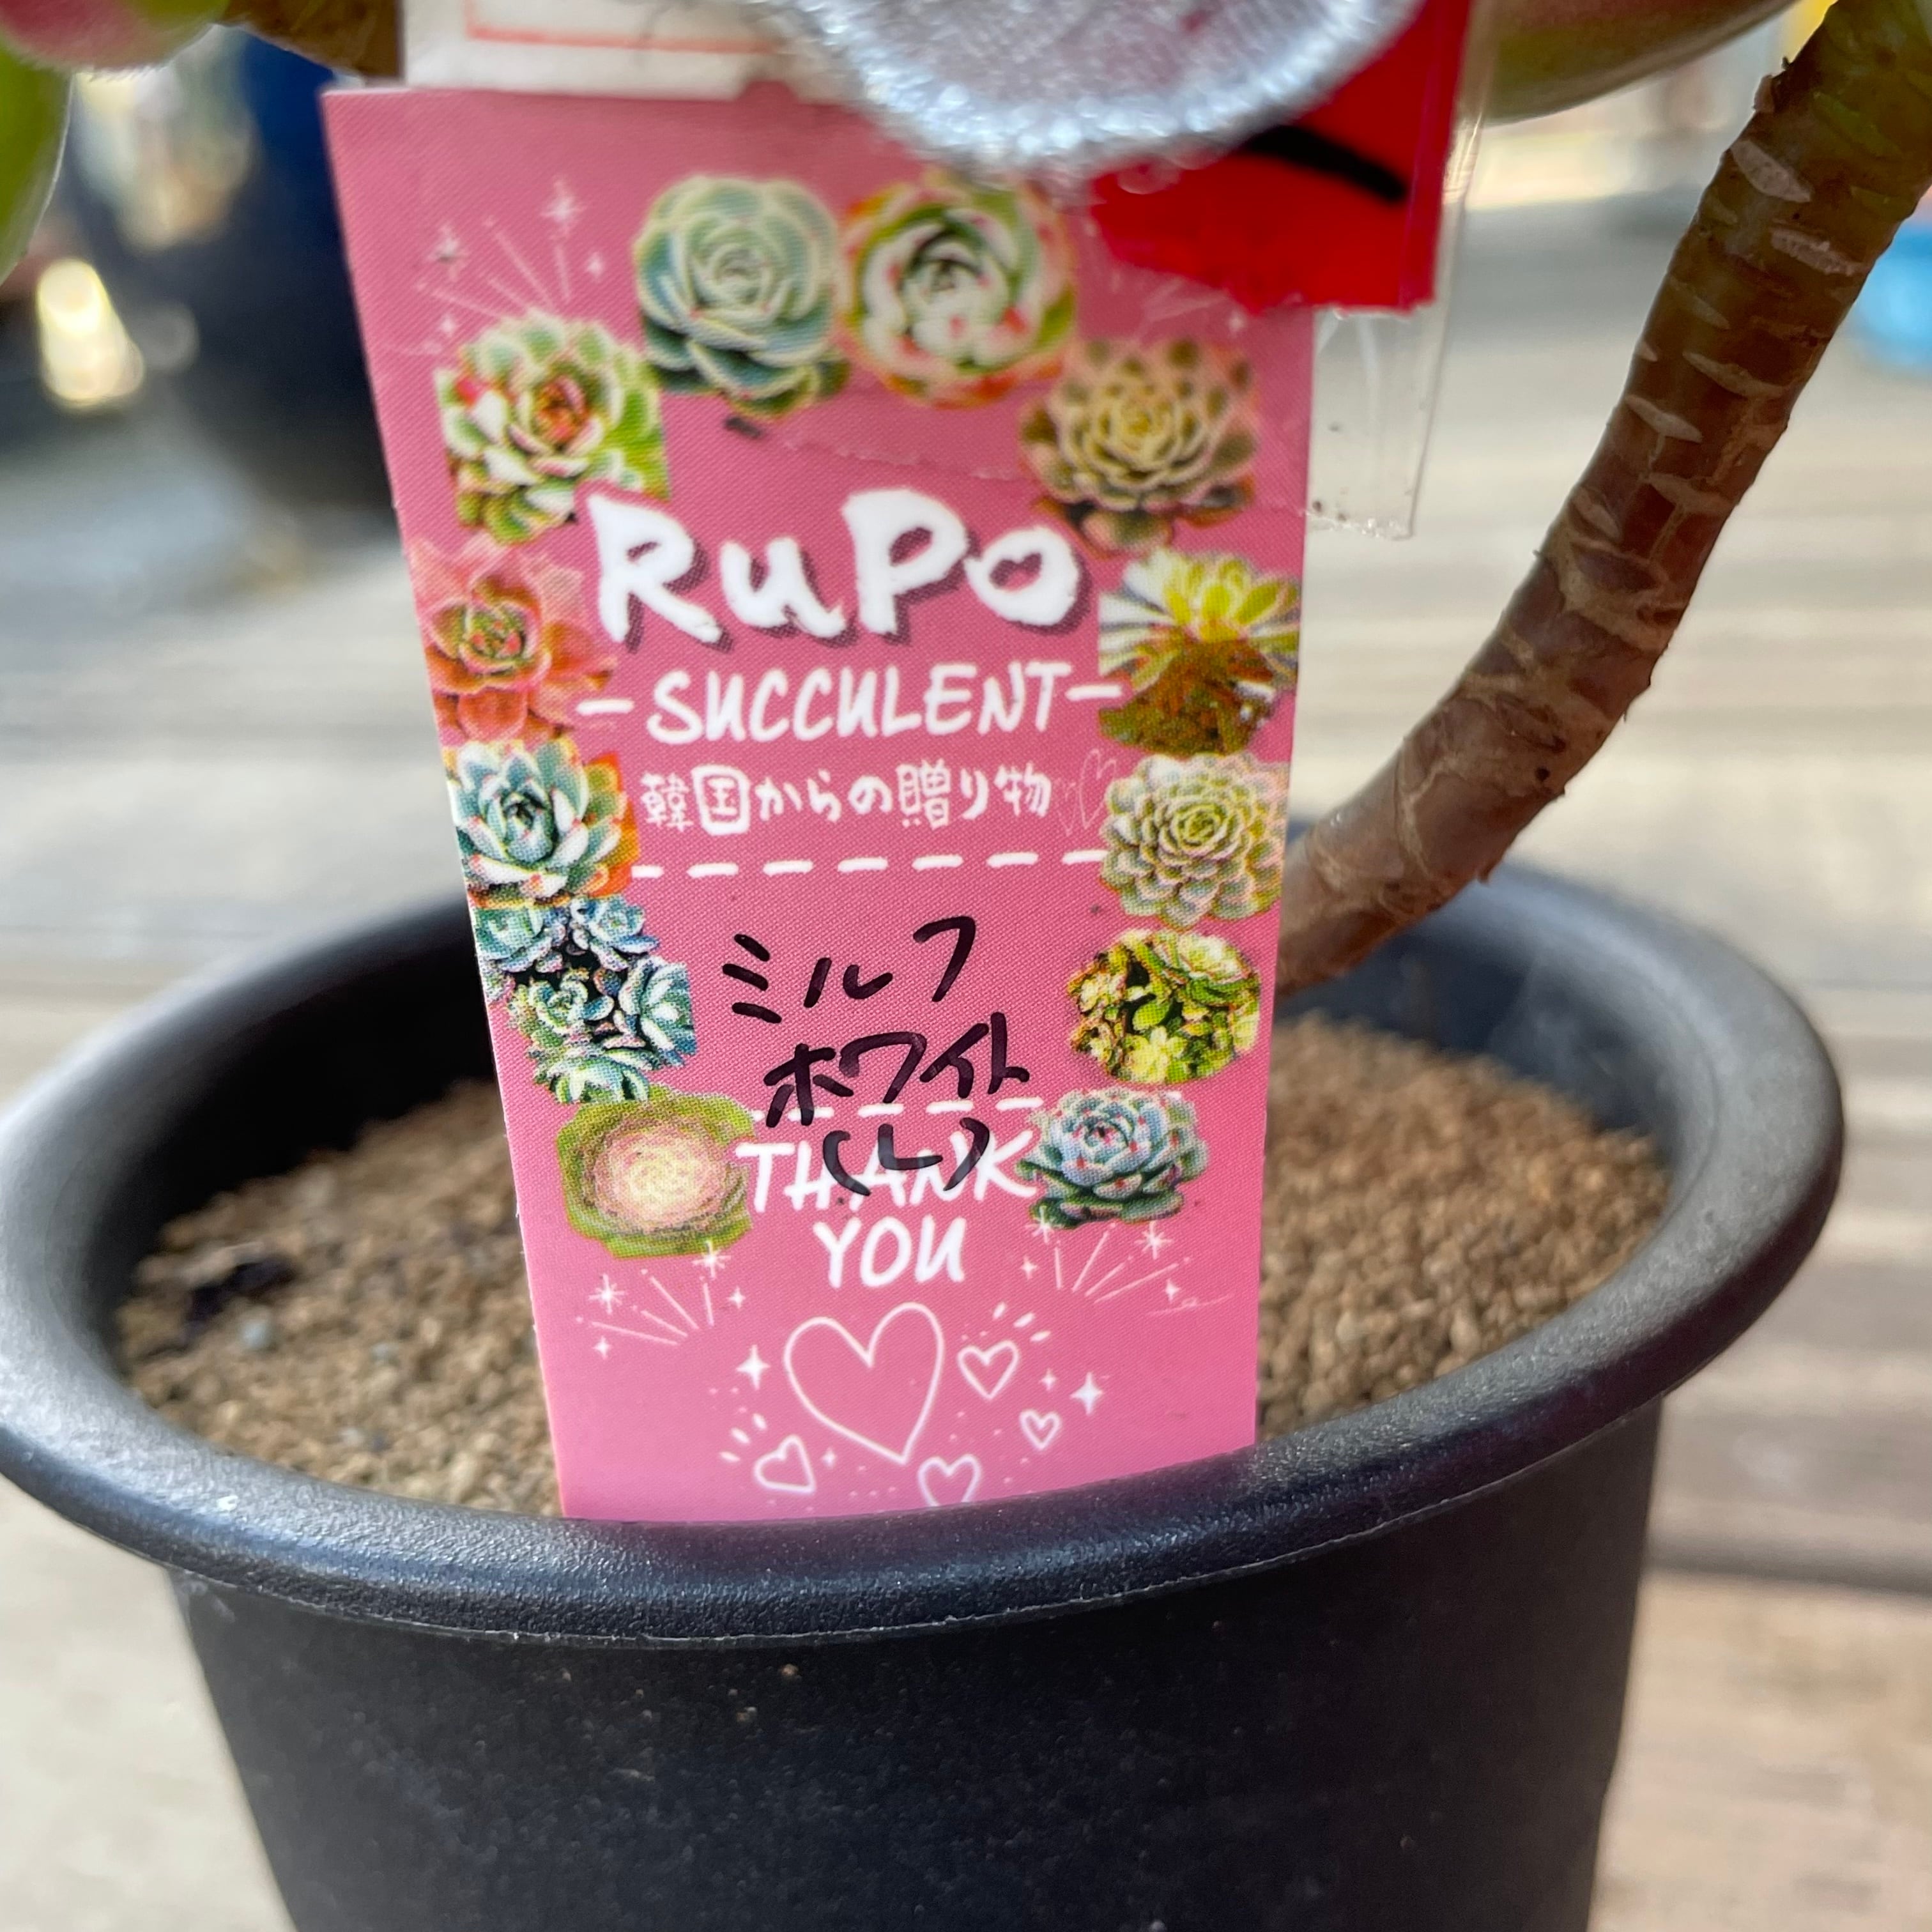 RuPo
-SUCCULENT-
韓国からの贈り物
ミルフ
ホワイト
(L)
THANK
YOU